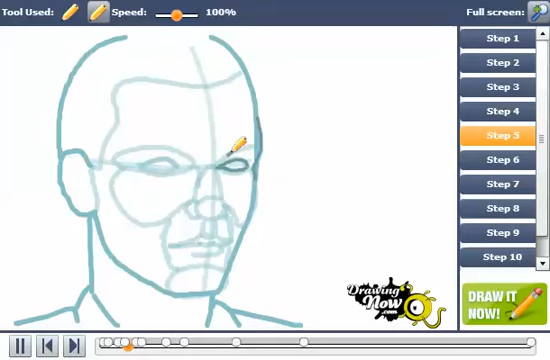 Tool Used: Speed: 100% Full screen:
Step 1
Step 2
Step 3
Step 4
Step 5
Step 6
Step 7
Step 8
Step 9
Step 10
Drawing
Now
.com
DRAW IT
NOW!